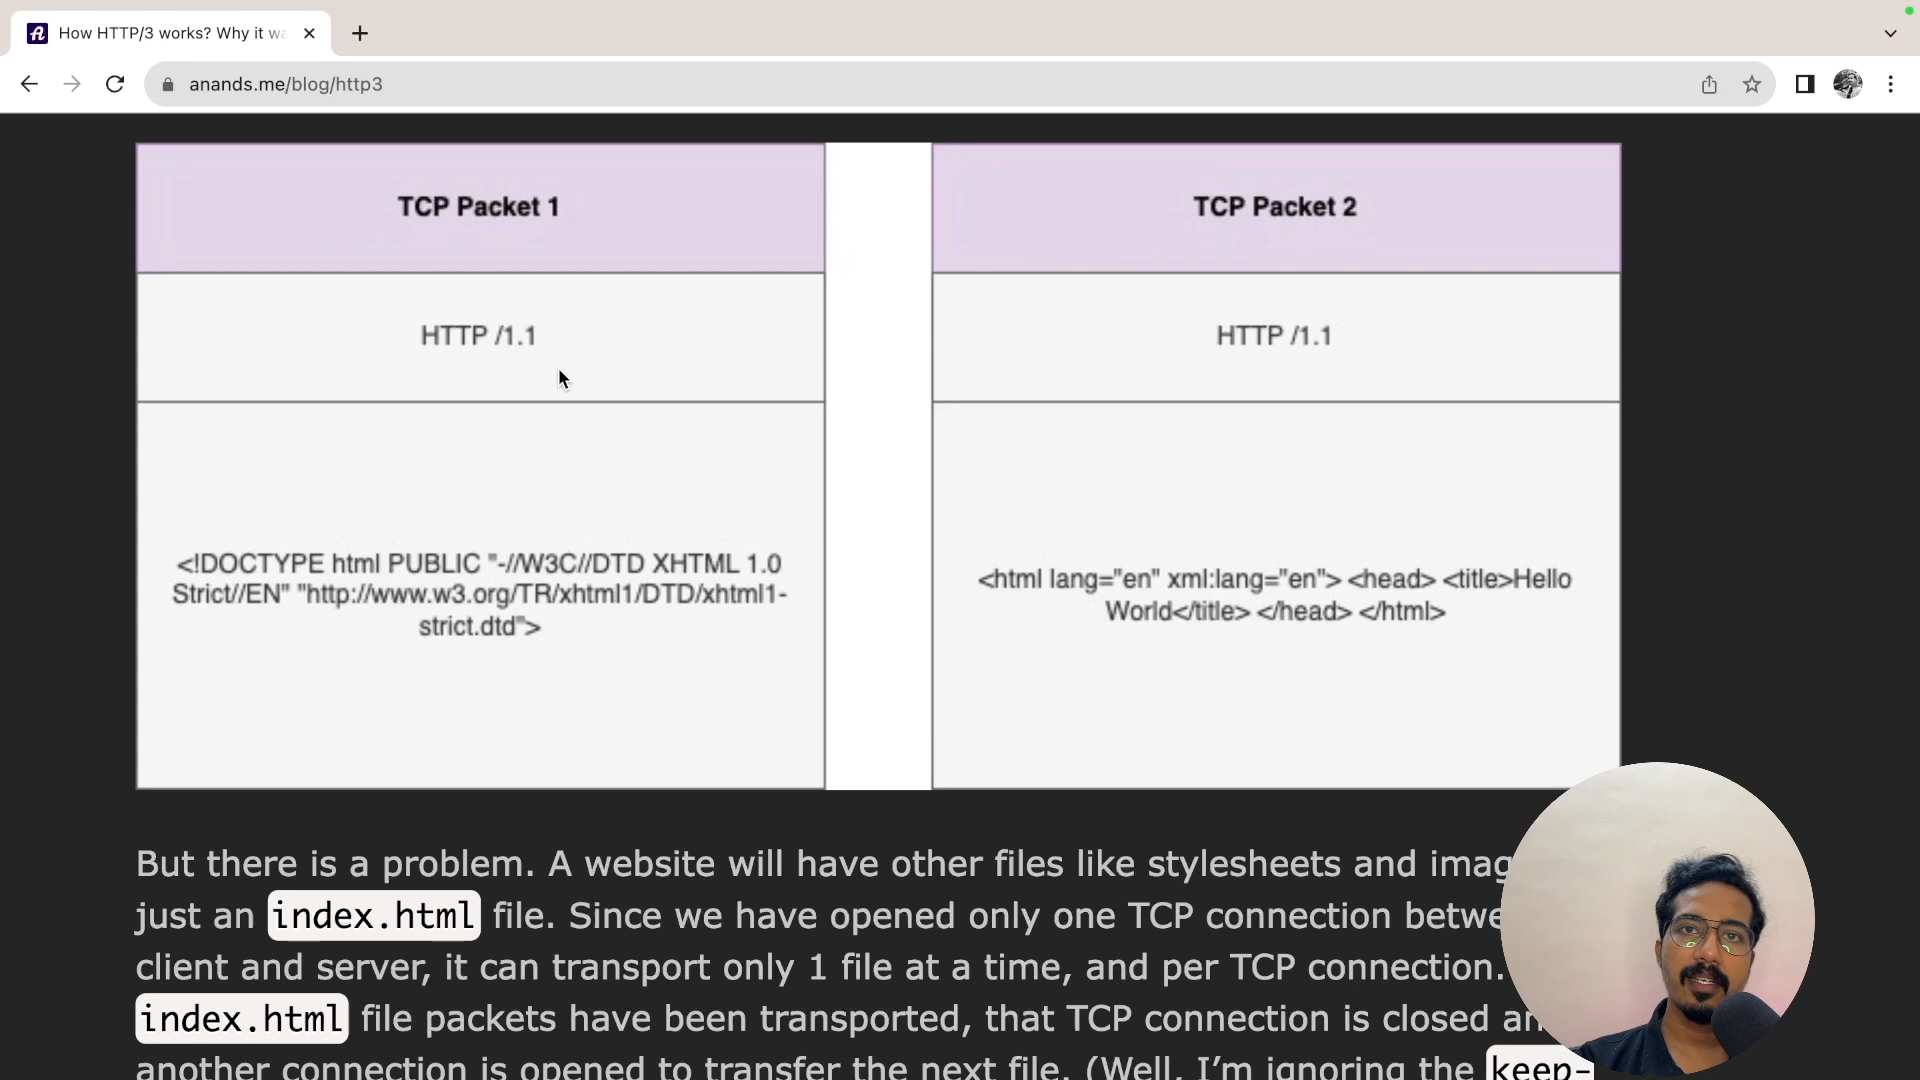 How HTTP/3 works? Why it wa
anands.me/blog/http3
TCP Packet 1
TCP Packet 2
HTTP /1.1
HTTP /1.1
<!DOCTYPE html PUBLIC "-//W3C//DTD XHTML 1.0
Strict//EN" "http://www.w3.org/TR/xhtml1/DTD/xhtml1-
strict.dtd">
<html lang="en" xml:lang="en"> <head> <title>Hello
World</title> </head> </html>
But there is a problem. A website will have other files like stylesheets and imag
just an index.html file. Since we have opened only one TCP connection betwe
client and server, it can transport only 1 file at a time, and per TCP connection.
index.html file packets have been transported, that TCP connection is closed an
another connection is opened to transfer the next file. (Well, I'm ignoring the keep-